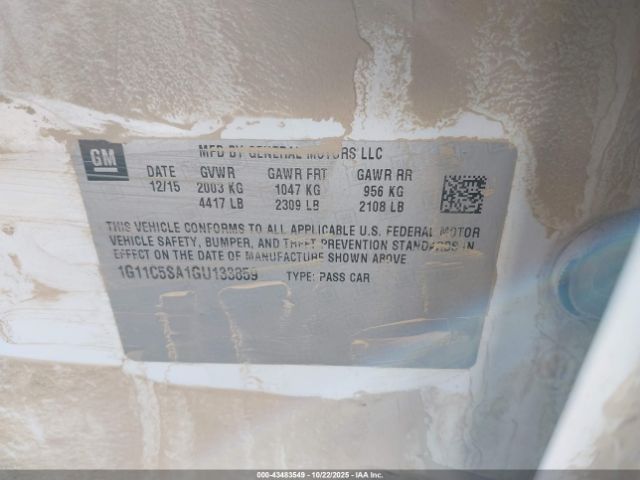 GM
MFD BY GENERAL MOTORS LLC
DATE GVWR GAWR FRT GAWR RR
12/15 2003 KG 1047 KG 956 KG
4417 LB 2309 LB 2108 LB
THIS VEHICLE CONFORMS TO ALL APPLICABLE U.S. FEDERAL MOTOR
VEHICLE SAFETY, BUMPER, AND THEFT PREVENTION STANDARDS IN
EFFECT ON THE DATE OF MANUFACTURE SHOWN ABOVE
1G11C5SA1GU133859 TYPE: PASS CAR
000-43483549 - 10/22/2025 - IAA Inc.